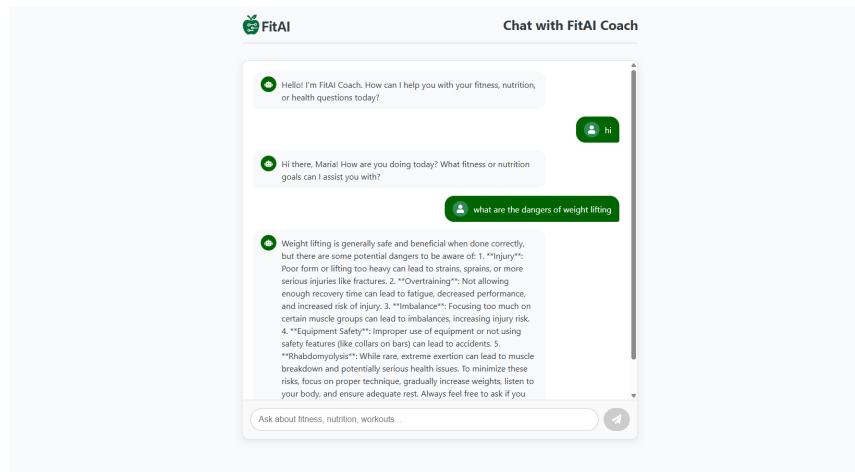 FitAI
Chat with FitAI Coach
Hello! I'm FitAI Coach. How can I help you with your fitness, nutrition,
or health questions today?
hi
Hi there, Maria! How are you doing today? What fitness or nutrition
goals can I assist you with?
what are the dangers of weight lifting
Weight lifting is generally safe and beneficial when done correctly,
but there are some potential dangers to be aware of: 1. **Injury**:
Poor form or lifting too heavy can lead to strains, sprains, or more
serious injuries like fractures. 2. **Overtraining**: Not allowing
enough recovery time can lead to fatigue, decreased performance,
and increased risk of injury. 3. **Imbalance**: Focusing too much on
certain muscle groups can lead to imbalances, increasing injury risk.
4. **Equipment Safety**: Improper use of equipment or not using
safety features (like collars on bars) can lead to accidents. 5.
**Rhabdomyolysis**: While rare, extreme exertion can lead to muscle
breakdown and potentially serious health issues. To minimize these
risks, focus on proper technique, gradually increase weights, listen to
your body, and ensure adequate rest. Always feel free to ask if you
Ask about fitness, nutrition, workouts...